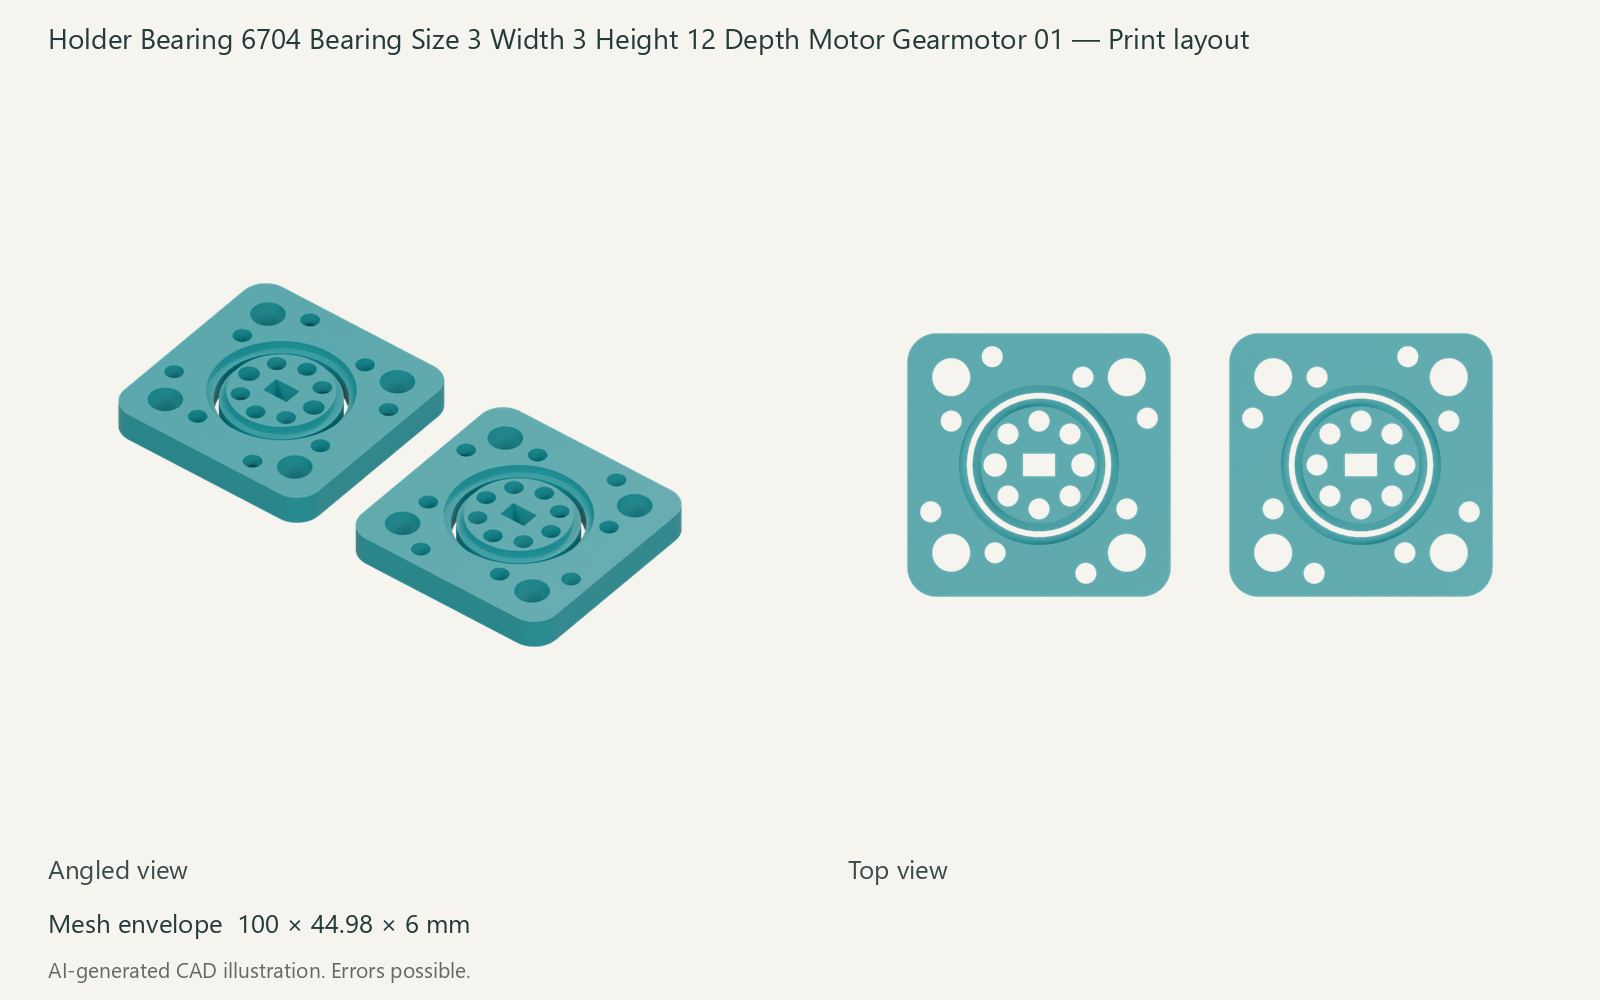 Holder Bearing 6704 Bearing Size 3 Width 3 Height 12 Depth Motor Gearmotor 01 — Print layout
Angled view
Top view
Mesh envelope 100 × 44.98 × 6 mm
AI-generated CAD illustration. Errors possible.